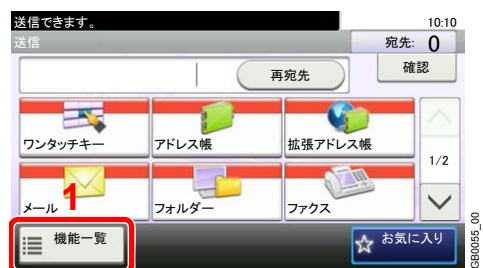 送信できます。 10:10
送信 宛先: 0
再宛先 確認
ワンタッチキー アドレス帳 拡張アドレス帳
1/2
メール フォルダー ファクス
1
機能一覧 お気に入り
GB0055_00